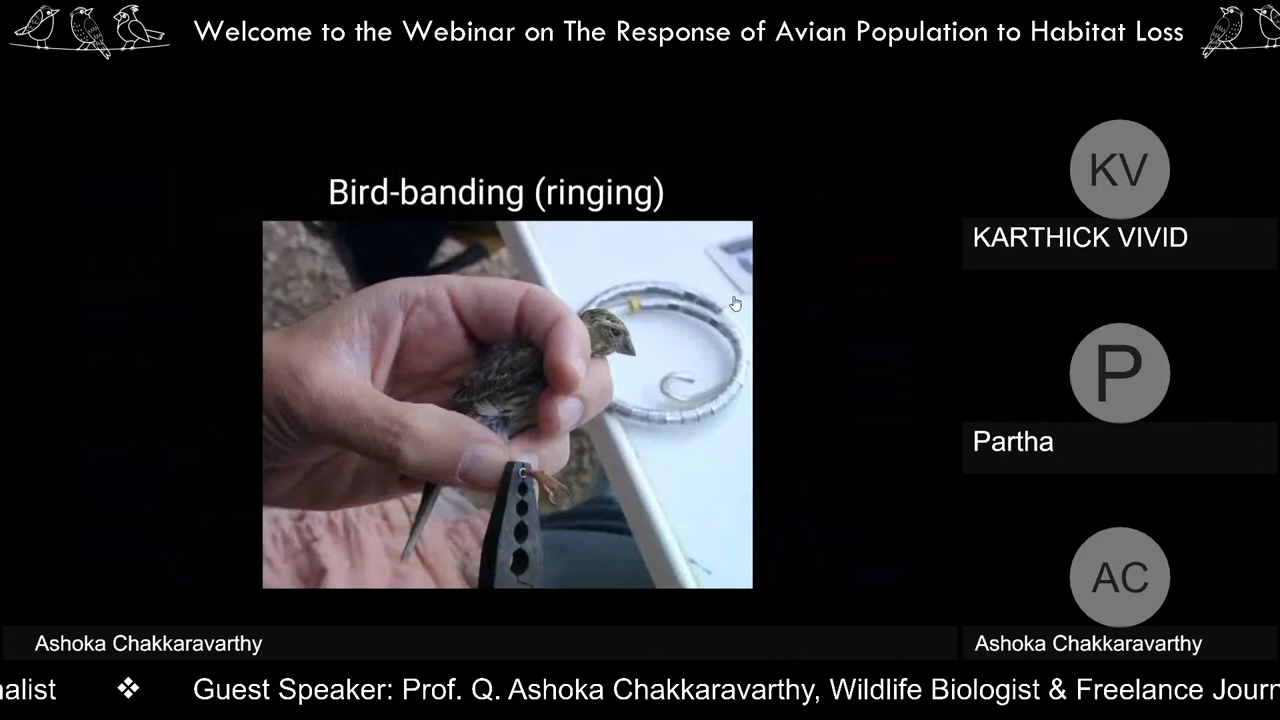 Welcome to the Webinar on The Response of Avian Population to Habitat Loss
Bird-banding (ringing)
KV
KARTHICK VIVID
P
Partha
AC
Ashoka Chakkaravarthy
Ashoka Chakkaravarthy
nalist ❖ Guest Speaker: Prof. Q. Ashoka Chakkaravarthy, Wildlife Biologist & Freelance Journ